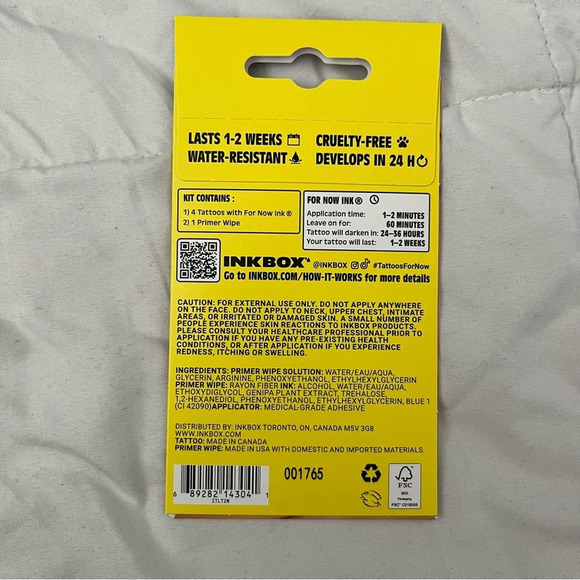 LASTS 1-2 WEEKS CRUELTY-FREE
WATER-RESISTANT DEVELOPS IN 24 H
KIT CONTAINS :
1) 4 Tattoos with For Now ink ®
2) 1 Primer Wipe
FOR NOW INK ®
Application time: 1–2 MINUTES
Leave on for: 60 MINUTES
Tattoo will darken in: 24–36 HOURS
Your tattoo will last: 1–2 WEEKS
INKBOX @INKBOX #TattoosForNow
Go to INKBOX.COM/HOW-IT-WORKS for more details
CAUTION: FOR EXTERNAL USE ONLY. DO NOT APPLY ANYWHERE
ON THE FACE. DO NOT APPLY TO NECK, UPPER CHEST, INTIMATE
AREAS, OR IRRITATED OR DAMAGED SKIN. A SMALL NUMBER OF
PEOPLE EXPERIENCE SKIN REACTIONS TO INKBOX PRODUCTS.
PLEASE CONSULT YOUR HEALTHCARE PROFESSIONAL PRIOR TO
APPLICATION IF YOU HAVE ANY PRE-EXISTING HEALTH
CONDITIONS, OR AFTER APPLICATION IF YOU EXPERIENCE
REDNESS, ITCHING OR SWELLING.
INGREDIENTS: PRIMER WIPE SOLUTION: WATER/EAU/AQUA,
GLYCERIN, ARGININE, PHENOXYETHANOL, ETHYLHEXYLGLYCERIN
PRIMER WIPE: RAYON FIBER INK: ALCOHOL, WATER/EAU/AQUA,
ETHOXYDIGLYCOL, GENIPA PLANT EXTRACT, TREHALOSE,
1,2-HEXANEDIOL, PHENOXYETHANOL, ETHYLHEXYLGLYCERIN, BLUE 1
(CI 42090)APPLICATOR: MEDICAL-GRADE ADHESIVE
DISTRIBUTED BY: INKBOX TORONTO, ON, CANADA M5V 3G8
WWW.INKBOX.COM
TATTOO: MADE IN CANADA
PRIMER WIPE: MADE IN USA WITH DOMESTIC AND IMPORTED MATERIALS.
6 89282 14304 1
17LT2W
001765
FSC
MIX
Packaging
FSC® C016055